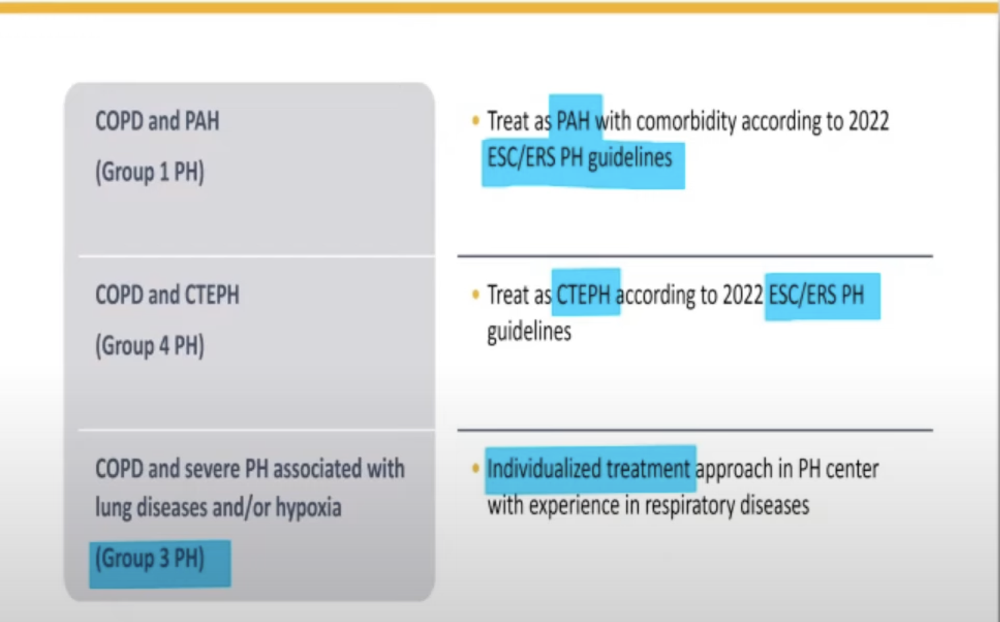 COPD and PAH
(Group 1 PH)
• Treat as PAH with comorbidity according to 2022
ESC/ERS PH guidelines
COPD and CTEPH
(Group 4 PH)
• Treat as CTEPH according to 2022 ESC/ERS PH
guidelines
COPD and severe PH associated with
lung diseases and/or hypoxia
(Group 3 PH)
• Individualized treatment approach in PH center
with experience in respiratory diseases